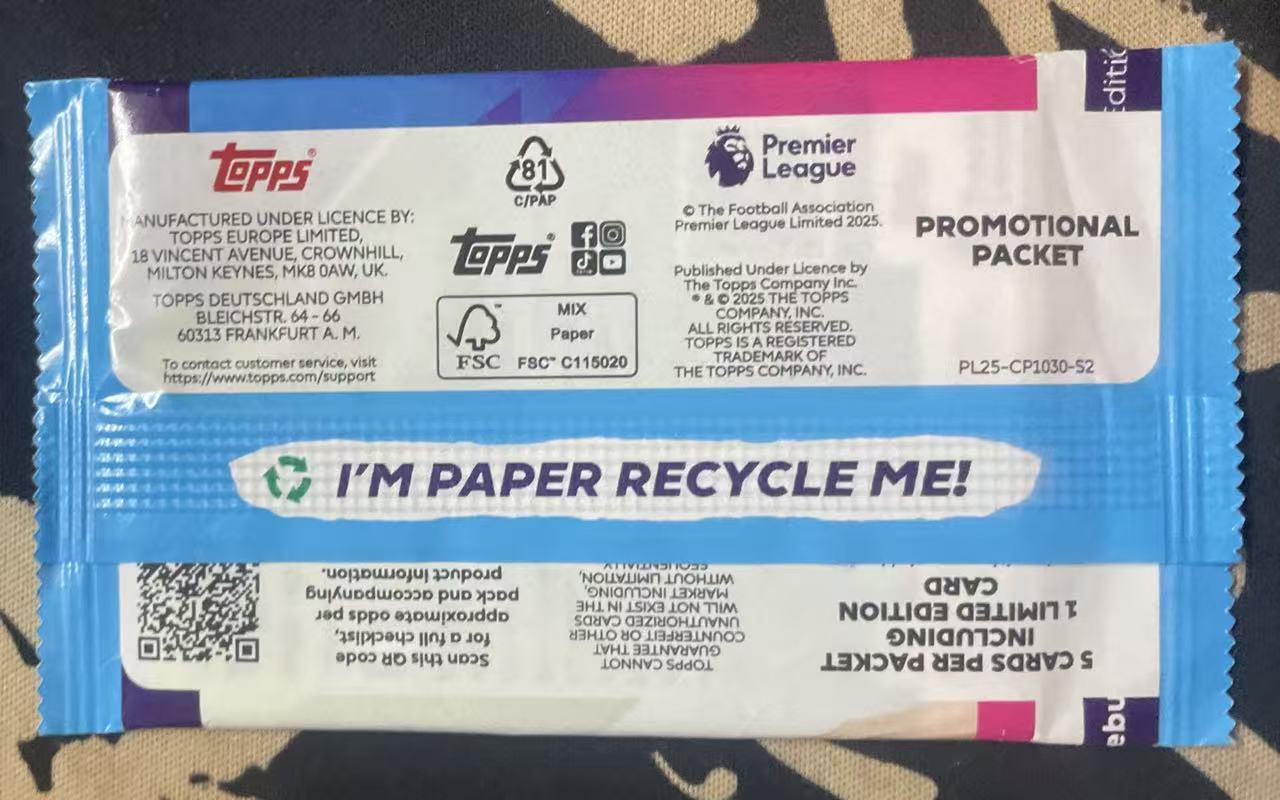 TOPPS
MANUFACTURED UNDER LICENCE BY:
TOPPS EUROPE LIMITED,
18 VINCENT AVENUE, CROWNHILL,
MILTON KEYNES, MK8 0AW, UK.
TOPPS DEUTSCHLAND GMBH
BLEICHSTR. 64 - 66
60313 FRANKFURT A. M.
To contact customer service, visit
https://www.topps.com/support
81
C/PAP
TOPPS
FSC™
MIX
Paper
FSC™ C115020
Premier
League
© The Football Association
Premier League Limited 2025.
Published Under Licence by
The Topps Company Inc.
® & © 2025 THE TOPPS
COMPANY, INC.
ALL RIGHTS RESERVED.
TOPPS IS A REGISTERED
TRADEMARK OF
THE TOPPS COMPANY, INC.
PROMOTIONAL
PACKET
PL25-CP1030-S2
I'M PAPER RECYCLE ME!
5 CARDS PER PACKET
INCLUDING
1 LIMITED EDITION
CARD
TOPPS CANNOT
GUARANTEE THAT
COUNTERFEIT OR OTHER
UNAUTHORIZED CARDS
WILL NOT EXIST IN THE
MARKET INCLUDING,
WITHOUT LIMITATION,
Scan this QR code
for a full checklist,
approximate odds per
pack and accompanying
product information.